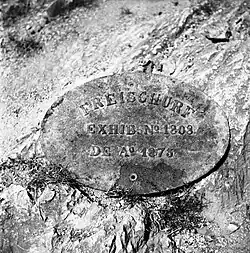 FREISCHURF
EXHIB. No 1303
DE Ao 1873